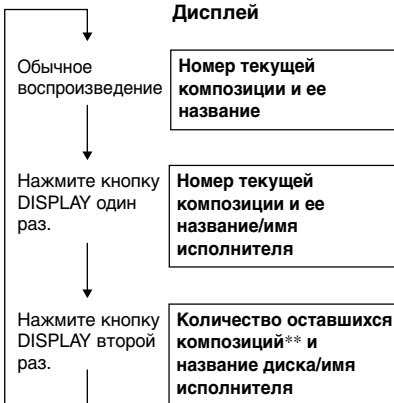 Дисплей
Обычное
воспроизведение
Номер текущей
композиции и ее
название
Нажмите кнопку
DISPLAY один
раз.
Номер текущей
композиции и ее
название/имя
исполнителя
Нажмите кнопку
DISPLAY второй
раз.
Количество оставшихся
композиций** и
название диска/имя
исполнителя